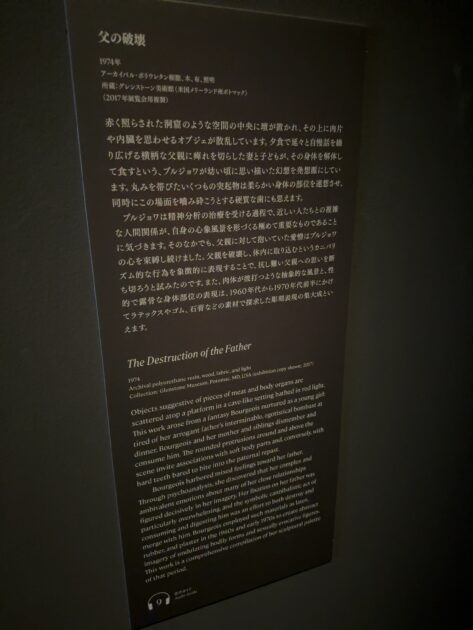 父の破壊
1974年
アーカイバル・ポリウレタン樹脂、木、布、照明
所蔵:グレンストーン美術館(米国メリーランド州ポトマック)
(2017年展覧会用複製)
赤く照らされた洞窟のような空間の中央に壇が置かれ、その上に肉片
や内臓を思わせるオブジェが散乱しています。夕食で延々と自慢話を繰
り広げる横柄な父親に痺れを切らした妻と子どもが、その身体を解体し
て食すという、ブルジョワが幼い頃に思い描いた幻想を発想源にしてい
ます。丸みを帯びたいくつもの突起物は柔らかい身体の部位を連想させ、
同時にこの場面を噛み砕こうとする硬質な歯にも思えます。
ブルジョワは精神分析の治療を受ける過程で、近しい人たちとの複雑
な人間関係が、自身の心象風景を形づくる極めて重要なものであること
に気づきます。そのなかでも、父親に対して抱いていた愛憎はブルジョワ
の心を束縛し続けました。父親を破壊し、体内に取り込むというカニバリ
ズム的な行為を象徴的に表現することで、抗し難い父親への思いを断
ち切ろうと試みたのです。また、肉体が波打つような抽象的な風景と、性
的で露骨な身体部位の表現は、1960年代から1970年代前半にかけ
てラテックスやゴム、石膏などの素材で探求した彫刻表現の集大成とい
えます。
The Destruction of the Father
1974
Archival polyurethane resin, wood, fabric, and light
Collection: Glenstone Museum, Potomac, MD, USA (exhibition copy shown; 2017)
Objects suggestive of pieces of meat and body organs are
scattered atop a platform in a cave-like setting bathed in red light.
This work arose from a fantasy Bourgeois nurtured as a young girl:
tired of her arrogant father's interminable, egotistical bombast at
dinner, Bourgeois and her mother and siblings dismember and
consume him. The rounded protrusions around and above the
scene invite associations with soft body parts and, conversely, with
hard teeth bared to bite into the paternal repast.
Bourgeois harbored mixed feelings toward her father.
Through psychoanalysis, she discovered that her complex and
ambivalent emotions about many of her close relationships
figured decisively in her imagery. Her fixation on her father was
particularly overwhelming, and the symbolic cannibalistic act of
consuming and digesting him was an effort to both destroy and
merge with him. Bourgeois employed such materials as latex,
rubber, and plaster in the 1960s and early 1970s to create abstract
imagery of undulating bodily forms and sexually evocative figures.
This work is a comprehensive compilation of her sculptural palette
of that period.
9
音声ガイド
Audio Guide